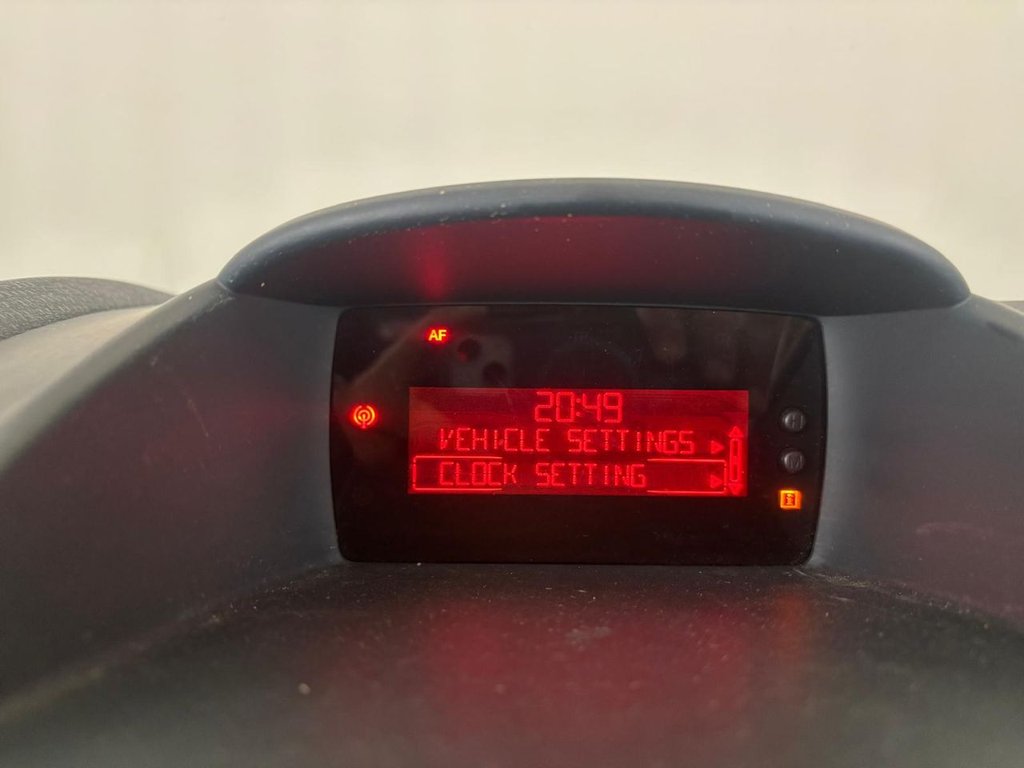 AF
20:49
VEHICLE SETTINGS
CLOCK SETTING
H
M